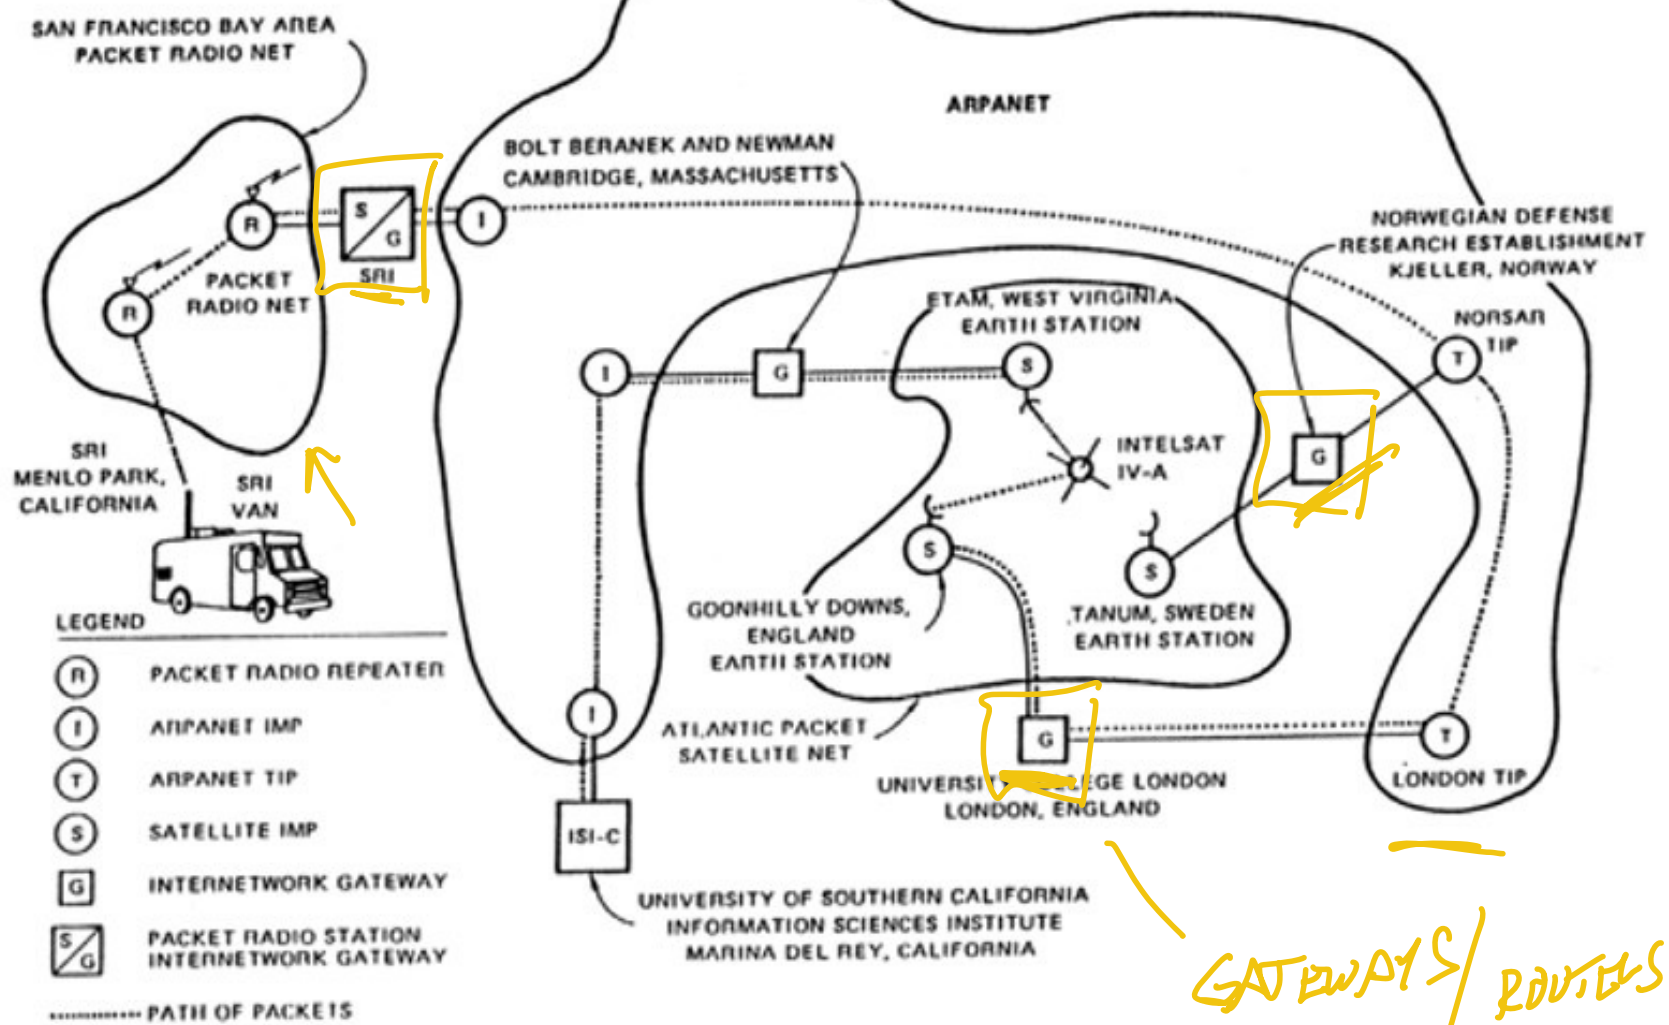 SAN FRANCISCO BAY AREA
PACKET RADIO NET
ARPANET
BOLT BERANEK AND NEWMAN
CAMBRIDGE, MASSACHUSETTS
NORWEGIAN DEFENSE
RESEARCH ESTABLISHMENT
KJELLER, NORWAY
R
S
G
SRI
I
PACKET
RADIO NET
R
ETAM, WEST VIRGINIA
EARTH STATION
NORSAR
TIP
T
I
G
S
INTELSAT
IV-A
G
SRI
MENLO PARK,
CALIFORNIA
SRI
VAN
S
S
GOONHILLY DOWNS,
ENGLAND
EARTH STATION
TANUM, SWEDEN
EARTH STATION
I
ATLANTIC PACKET
SATELLITE NET
G
T
UNIVERSITY COLLEGE LONDON
LONDON, ENGLAND
LONDON TIP
ISI-C
UNIVERSITY OF SOUTHERN CALIFORNIA
INFORMATION SCIENCES INSTITUTE
MARINA DEL REY, CALIFORNIA
GATEWAYS/ROUTERS
LEGEND
R PACKET RADIO REPEATER
I ARPANET IMP
T ARPANET TIP
S SATELLITE IMP
G INTERNETWORK GATEWAY
S/G PACKET RADIO STATION
INTERNETWORK GATEWAY
PATH OF PACKETS